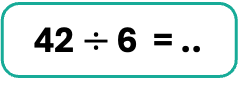 42 ÷ 6 = ..